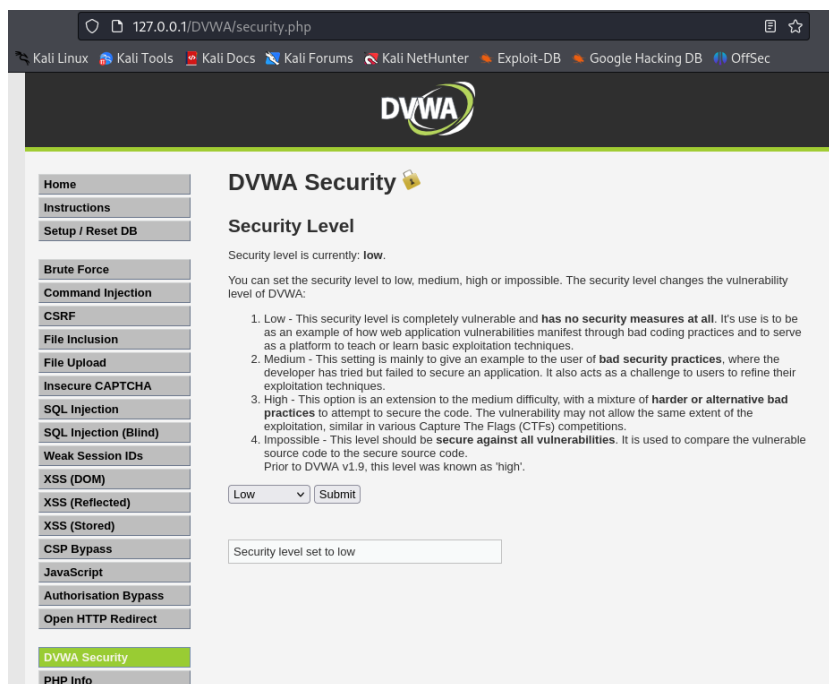 127.0.0.1/DVWA/security.php
Kali Linux Kali Tools Kali Docs Kali Forums Kali NetHunter Exploit-DB Google Hacking DB OffSec
DVWA
Home
Instructions
Setup / Reset DB
Brute Force
Command Injection
CSRF
File Inclusion
File Upload
Insecure CAPTCHA
SQL Injection
SQL Injection (Blind)
Weak Session IDs
XSS (DOM)
XSS (Reflected)
XSS (Stored)
CSP Bypass
JavaScript
Authorisation Bypass
Open HTTP Redirect
DVWA Security
PHP Info
DVWA Security
Security Level
Security level is currently: low.
You can set the security level to low, medium, high or impossible. The security level changes the vulnerability
level of DVWA:
1. Low - This security level is completely vulnerable and has no security measures at all. It's use is to be
as an example of how web application vulnerabilities manifest through bad coding practices and to serve
as a platform to teach or learn basic exploitation techniques.
2. Medium - This setting is mainly to give an example to the user of bad security practices, where the
developer has tried but failed to secure an application. It also acts as a challenge to users to refine their
exploitation techniques.
3. High - This option is an extension to the medium difficulty, with a mixture of harder or alternative bad
practices to attempt to secure the code. The vulnerability may not allow the same extent of the
exploitation, similar in various Capture The Flags (CTFs) competitions.
4. Impossible - This level should be secure against all vulnerabilities. It is used to compare the vulnerable
source code to the secure source code.
Prior to DVWA v1.9, this level was known as 'high'.
Low Submit
Security level set to low